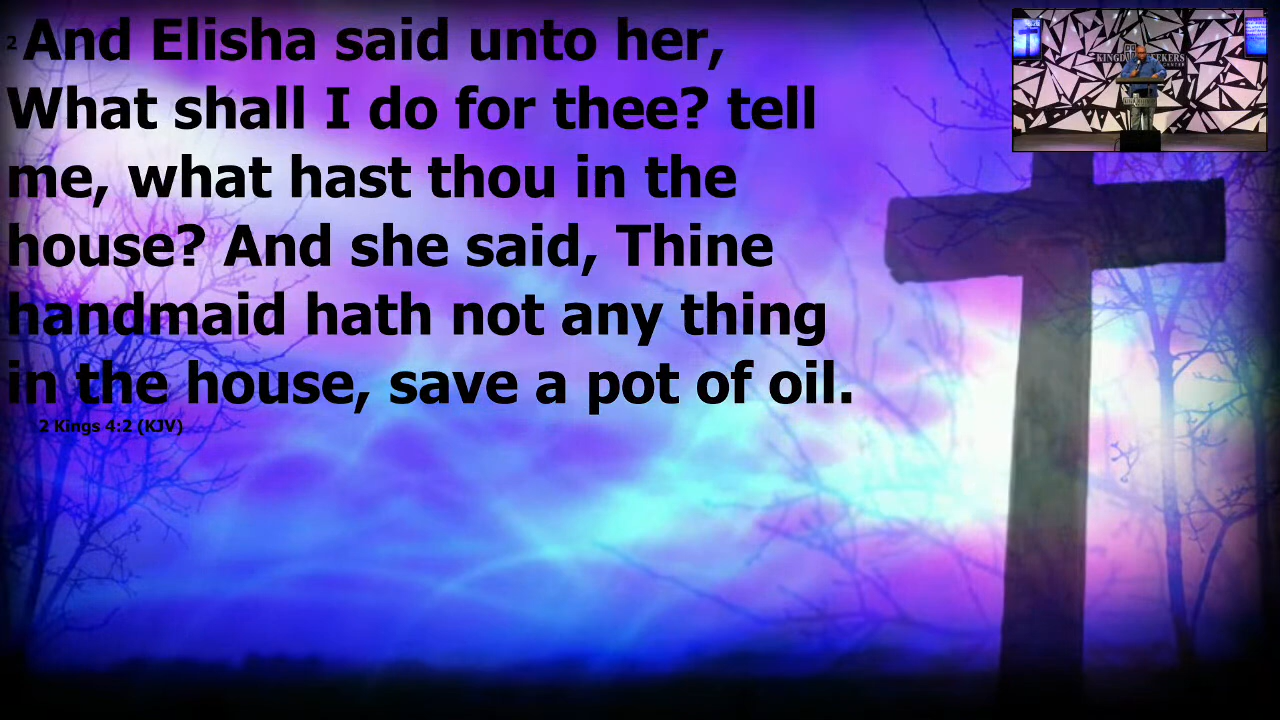 2 And Elisha said unto her,
What shall I do for thee? tell
me, what hast thou in the
house? And she said, Thine
handmaid hath not any thing
in the house, save a pot of oil.
2 Kings 4:2 (KJV)
CENTER